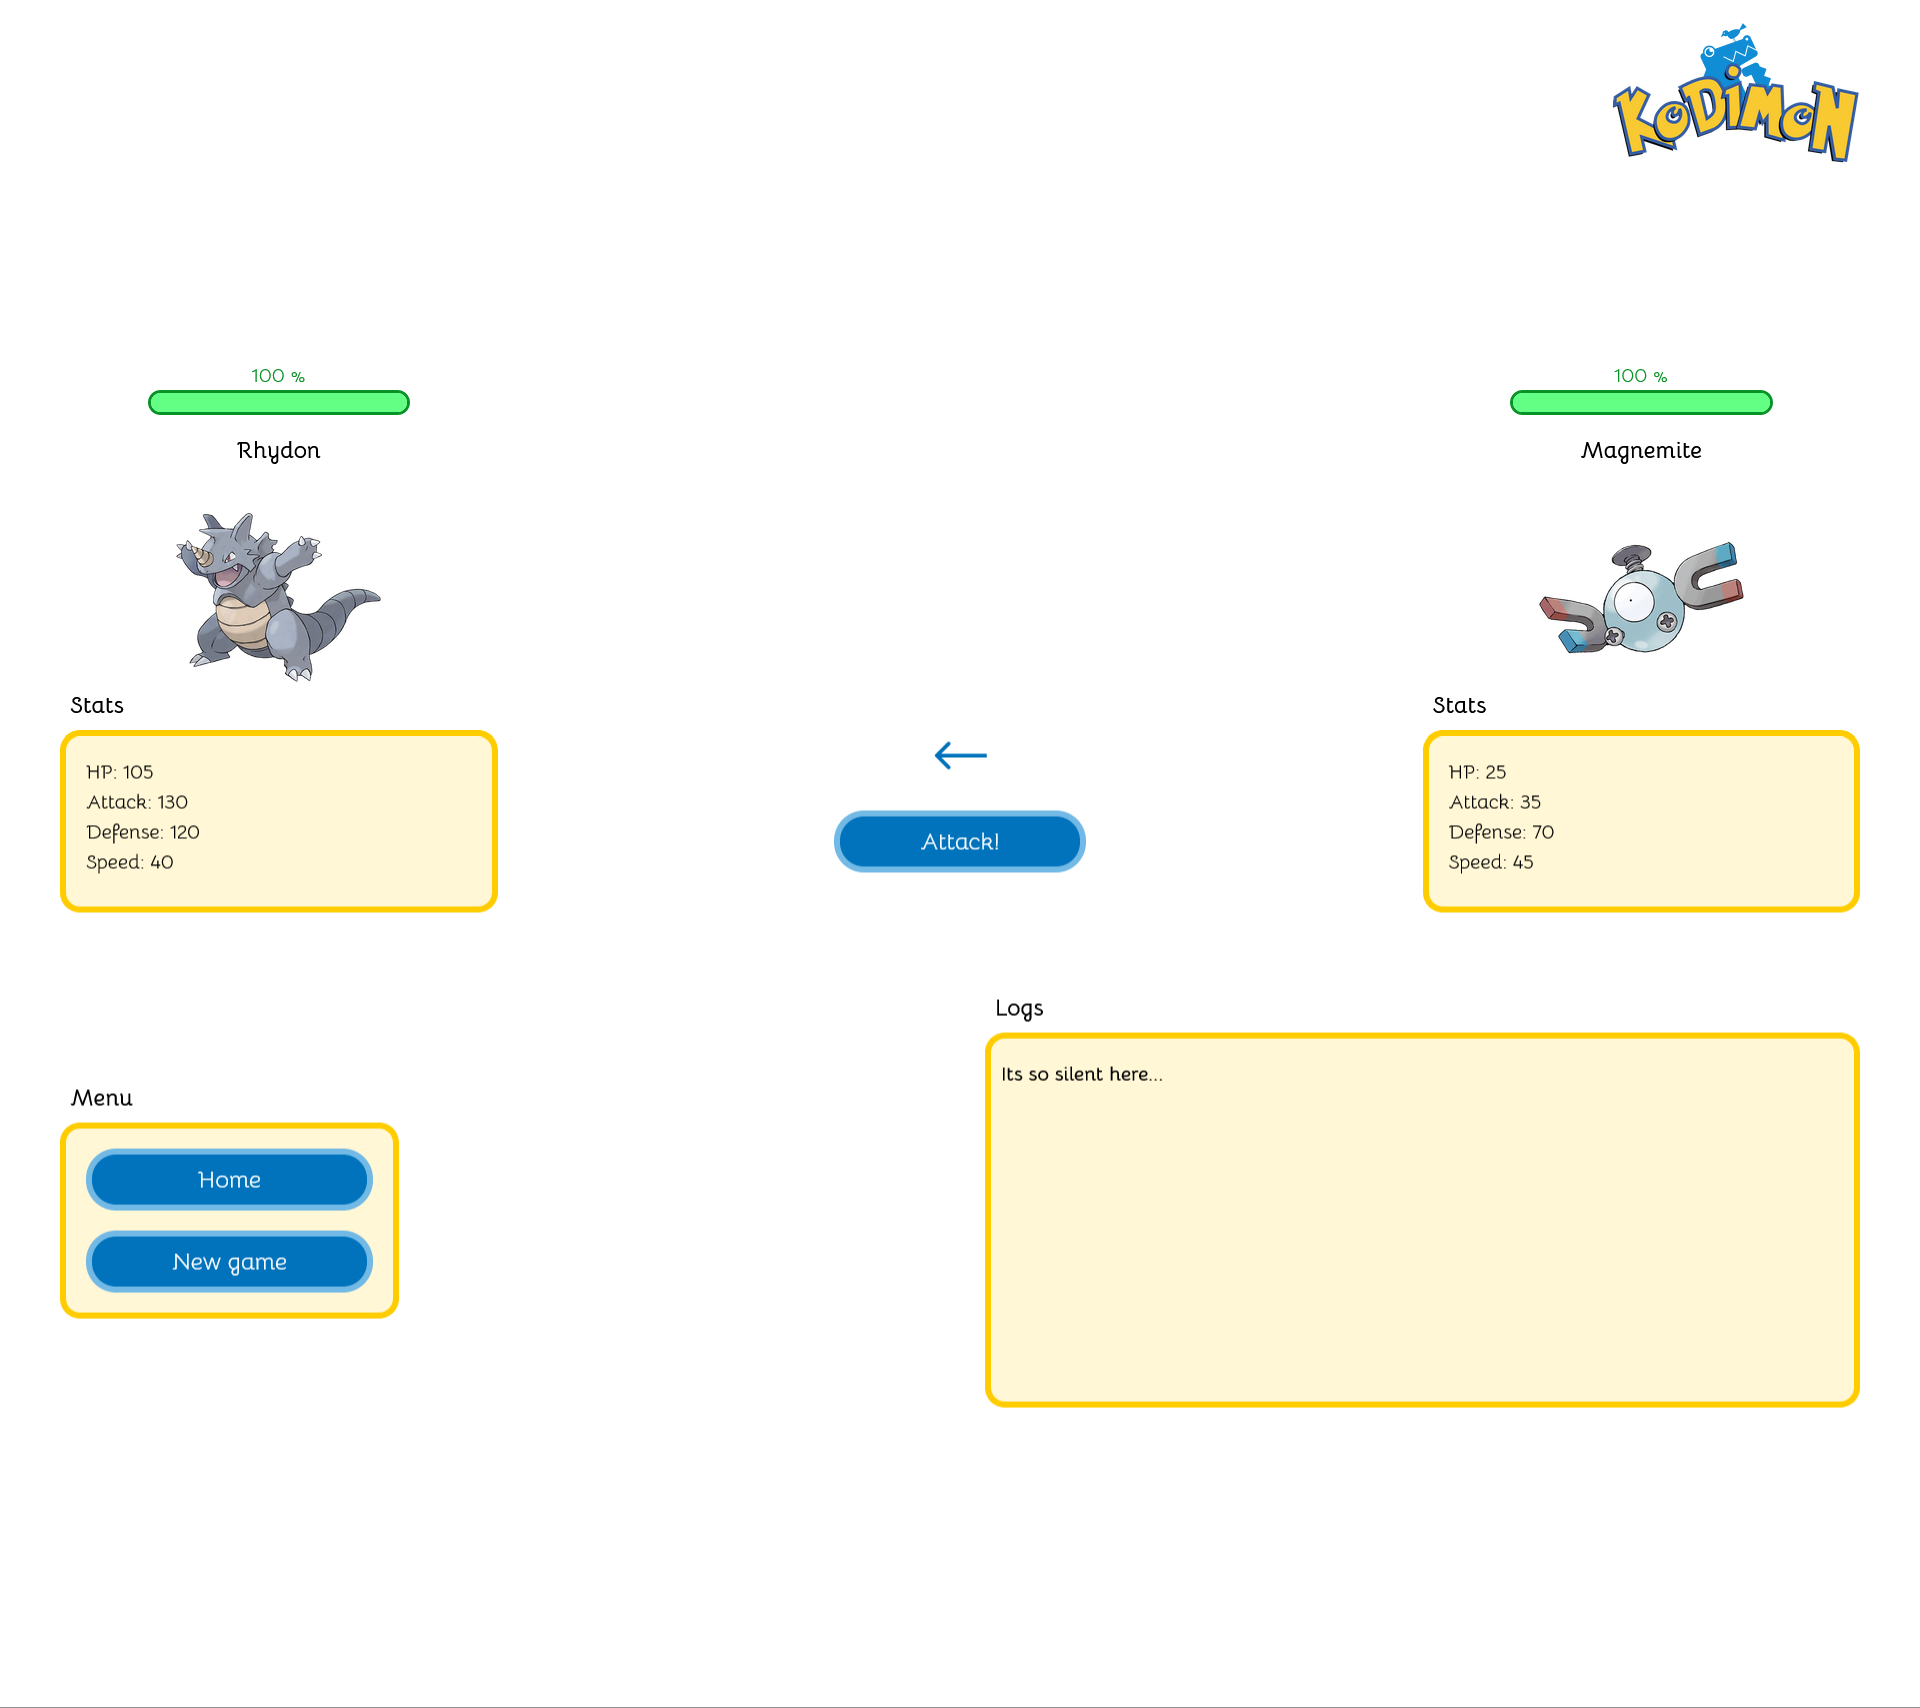 KODIMON
100 %
Rhydon
Stats
HP: 105
Attack: 130
Defense: 120
Speed: 40
Attack!
100 %
Magnemite
Stats
HP: 25
Attack: 35
Defense: 70
Speed: 45
Menu
Home
New game
Logs
Its so silent here...